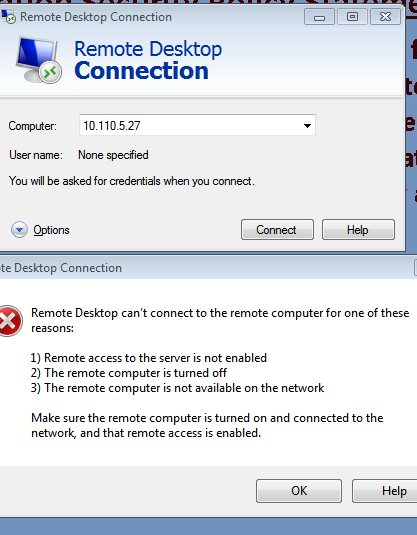 ation Security Policy Statement
Remote Desktop Connection
Remote Desktop
Connection
Computer:
10.110.5.27
User name:
None specified
You will be asked for credentials when you connect.
Options
Connect
Help
te Desktop Connection
Remote Desktop can't connect to the remote computer for one of these
reasons:
1) Remote access to the server is not enabled
2) The remote computer is turned off
3) The remote computer is not available on the network
Make sure the remote computer is turned on and connected to the
network, and that remote access is enabled.
OK
Help